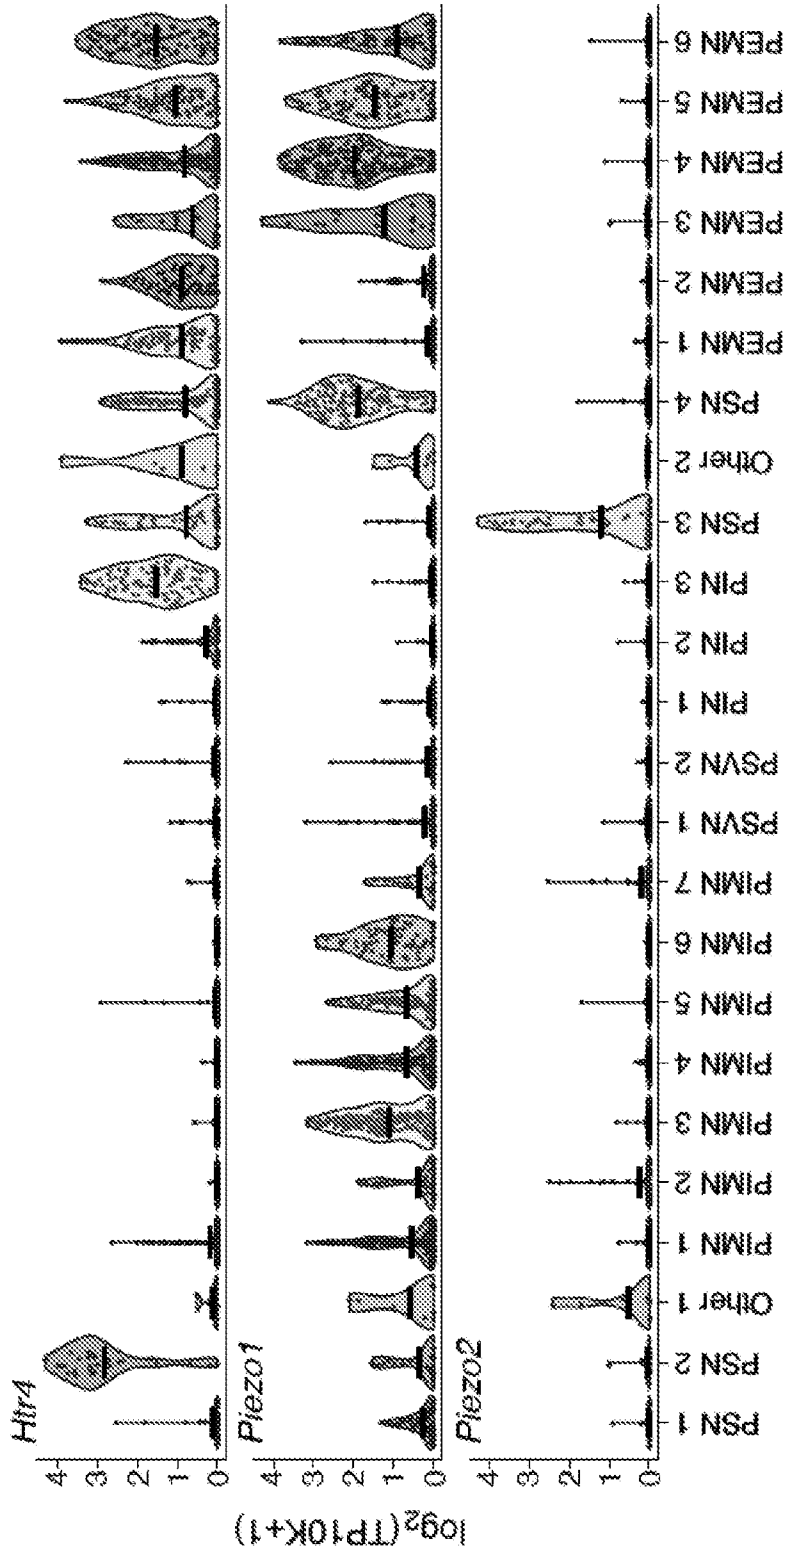 Htr4
4
3
2
1
0
Piezo1
4
3
2
1
0
Piezo2
4
3
2
1
0
log₂(TP10K+1)
PSN 1
PSN 2
Other 1
PIMN 1
PIMN 2
PIMN 3
PIMN 4
PIMN 5
PIMN 6
PIMN 7
PSVN 1
PSVN 2
PIN 1
PIN 2
PIN 3
PSN 3
Other 2
PSN 4
PEMN 1
PEMN 2
PEMN 3
PEMN 4
PEMN 5
PEMN 6